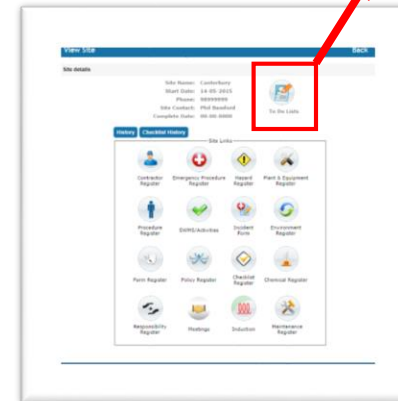 View Site Back
Site details
Site Name: Canterbury
Start Date: 14-05-2015
Phone: 99999999
Site Contact: Phil Bamford
Complete Date: 00-00-0000
To Do Lists
History Checklist History
Site Links
Contractor Register
Emergency Procedure Register
Hazard Register
Plant & Equipment Register
Procedure Register
SWMS/Activities
Incident Form
Environment Register
Form Register
Policy Register
Checklist Register
Chemical Register
Responsibility Register
Meetings
Induction
Maintenance Register